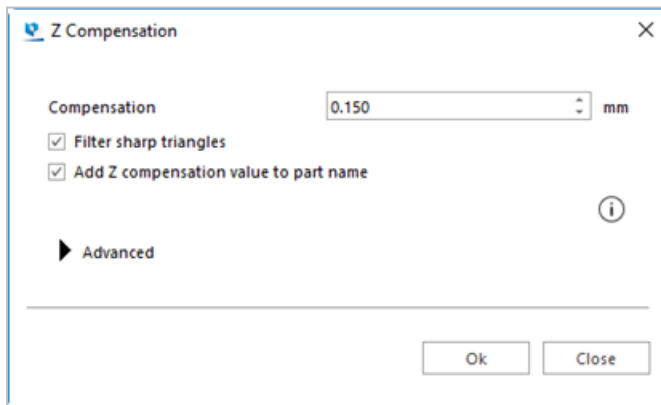 Z Compensation
Compensation 0.150 mm
Filter sharp triangles
Add Z compensation value to part name
Advanced
Ok Close